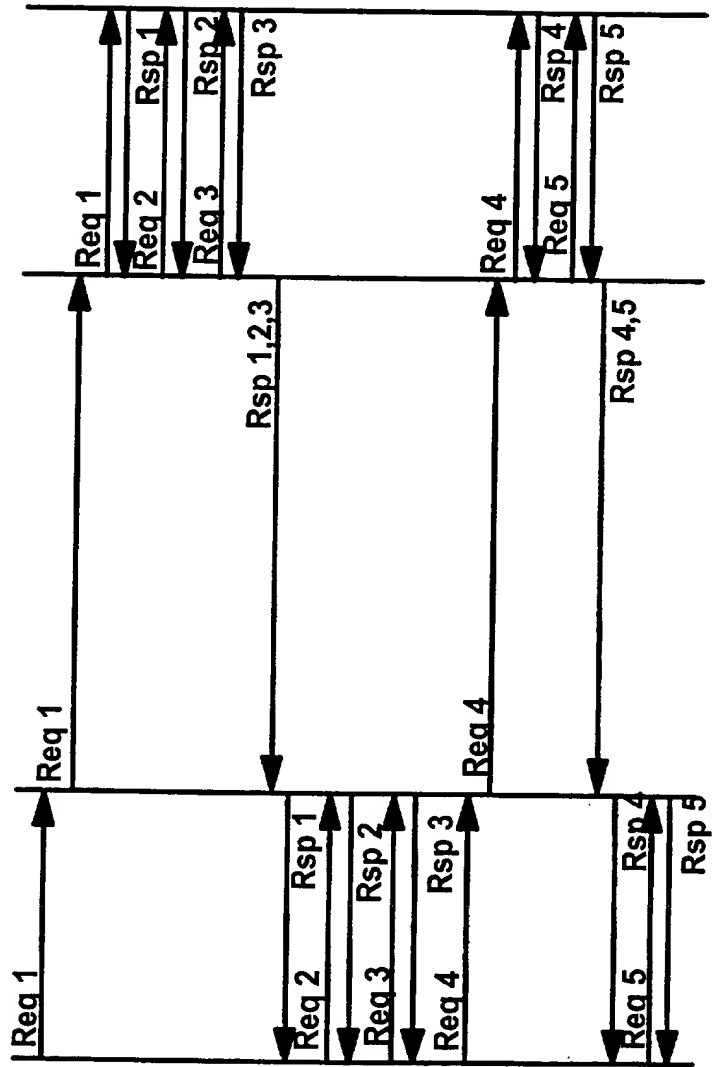 Req 1
Rsp 1
Req 2
Rsp 2
Req 3
Rsp 3
Req 4
Rsp 4
Req 5
Rsp 5
Req 1
Rsp 1,2,3
Req 4
Rsp 4,5
Req 1
Rsp 1
Req 2
Rsp 2
Req 3
Rsp 3
Req 4
Rsp 4
Req 5
Rsp 5